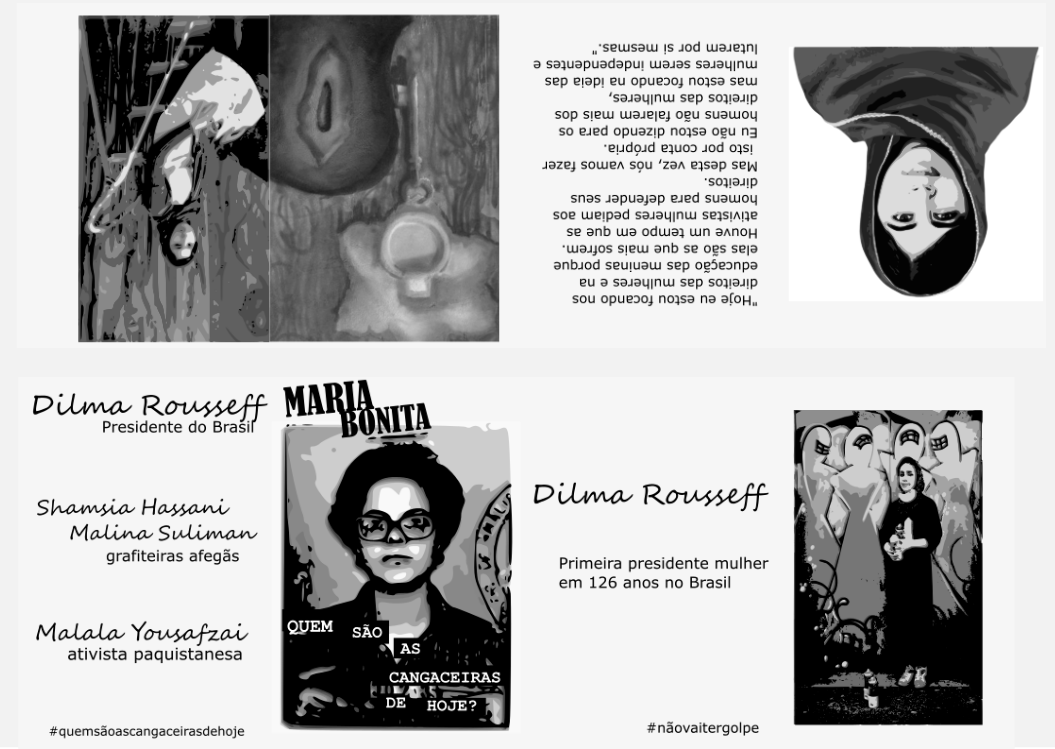 "Hoje eu estou focando nos
direitos das mulheres e na
educação das meninas porque
elas são as que mais sofrem.
Houve um tempo em que as
ativistas mulheres pediam aos
homens para defender seus
direitos.
Mas desta vez, nós vamos fazer
isto por conta própria.
Eu não estou dizendo para os
homens não falarem mais dos
direitos das mulheres,
mas estou focando na ideia das
mulheres serem independentes e
lutarem por si mesmas."
Dilma Rousseff
Presidente do Brasil
Shamsia Hassani
Malina Suliman
grafiteiras afegãs
Malala Yousafzai
ativista paquistanesa
#quemsãoascangaceirasdehoje
MARIA
BONITA
QUEM SÃO
AS
CANGACEIRAS
DE HOJE?
Dilma Rousseff
Primeira presidente mulher
em 126 anos no Brasil
#nãovaitergolpe